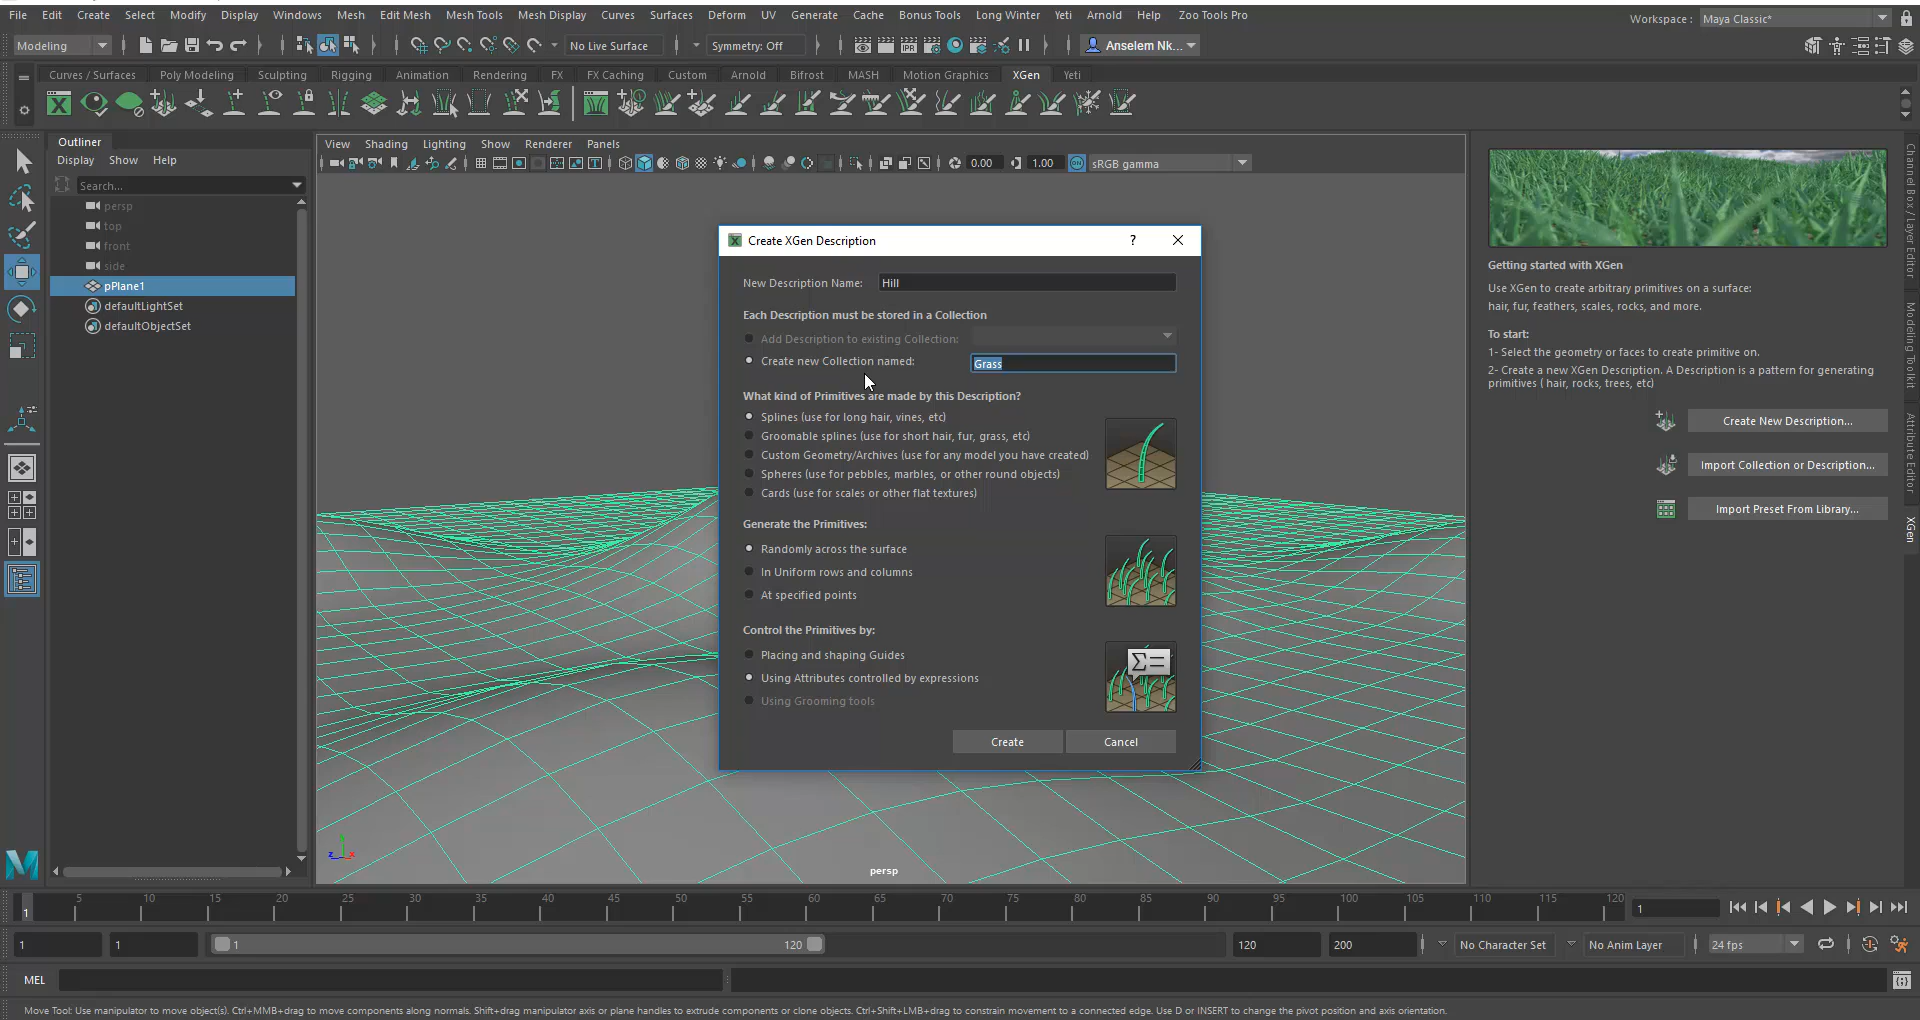 File Edit Create Select Modify Display Windows Mesh Edit Mesh Mesh Tools Mesh Display Curves Surfaces Deform UV Generate Cache Bonus Tools Long Winter Yeti Arnold Help Zoo Tools Pro
Workspace : Maya Classic*
Modeling No Live Surface Symmetry: Off Anselem Nk...
Curves / Surfaces Poly Modeling Sculpting Rigging Animation Rendering FX FX Caching Custom Arnold Bifrost MASH Motion Graphics XGen Yeti
IPR
Outliner
Display Show Help
Search...
persp
top
front
side
pPlane1
defaultLightSet
defaultObjectSet
View Shading Lighting Show Renderer Panels
0.00 1.00 ON sRGB gamma
Create XGen Description ?
New Description Name: Hill
Each Description must be stored in a Collection
Add Description to existing Collection:
Create new Collection named: Grass
What kind of Primitives are made by this Description?
Splines (use for long hair, vines, etc)
Groomable splines (use for short hair, fur, grass, etc)
Custom Geometry/Archives (use for any model you have created)
Spheres (use for pebbles, marbles, or other round objects)
Cards (use for scales or other flat textures)
Generate the Primitives:
Randomly across the surface
In Uniform rows and columns
At specified points
Control the Primitives by:
Placing and shaping Guides
Using Attributes controlled by expressions
Using Grooming tools
Σ=
Create Cancel
z x
persp
Getting started with XGen
Use XGen to create arbitrary primitives on a surface:
hair, fur, feathers, scales, rocks, and more.
To start:
1- Select the geometry or faces to create primitive on.
2- Create a new XGen Description. A Description is a pattern for generating
primitives ( hair, rocks, trees, etc)
Create New Description...
Import Collection or Description...
Import Preset From Library...
Channel Box / Layer Editor
Modeling Toolkit
Attribute Editor
XGen
1 5 10 15 20 25 30 35 40 45 50 55 60 65 70 75 80 85 90 95 100 105 110 115 120 1
1 1 1 120 120 200 No Character Set No Anim Layer 24 fps
MEL
Move Tool: Use manipulator to move object(s). Ctrl+MMB+drag to move components along normals. Shift+drag manipulator axis or plane handles to extrude components or clone objects. Ctrl+Shift+LMB+drag to constrain movement to a connected edge. Use D or INSERT to change the pivot position and axis orientation.